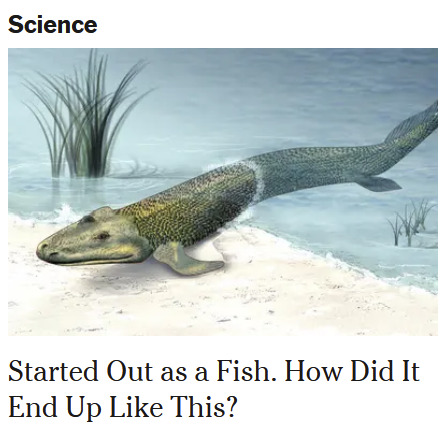 Science
Started Out as a Fish. How Did It
End Up Like This?